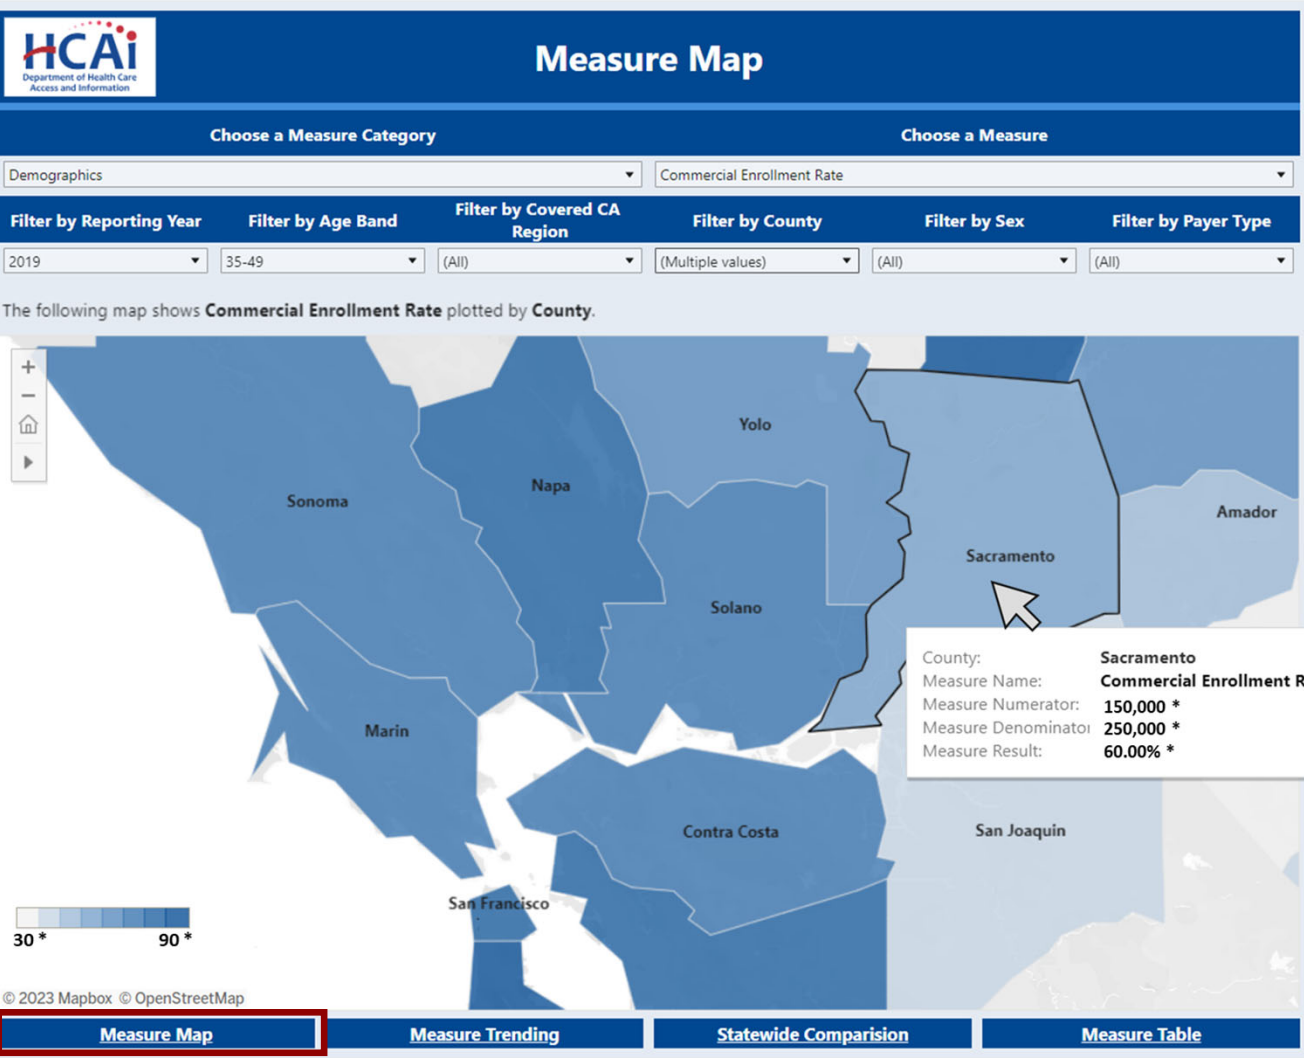 HCAi
Department of Health Care
Access and Information
Measure Map
Choose a Measure Category
Choose a Measure
Demographics
Commercial Enrollment Rate
Filter by Reporting Year
Filter by Age Band
Filter by Covered CA
Region
Filter by County
Filter by Sex
Filter by Payer Type
2019
35-49
(All)
(Multiple values)
(All)
(All)
The following map shows Commercial Enrollment Rate plotted by County.
Yolo
Napa
Sonoma
Amador
Sacramento
Solano
County: Sacramento
Measure Name: Commercial Enrollment R
Measure Numerator: 150,000 *
Measure Denominator 250,000 *
Measure Result: 60.00% *
Marin
Contra Costa
San Joaquin
San Francisco
30 *
90 *
© 2023 Mapbox © OpenStreetMap
Measure Map
Measure Trending
Statewide Comparision
Measure Table